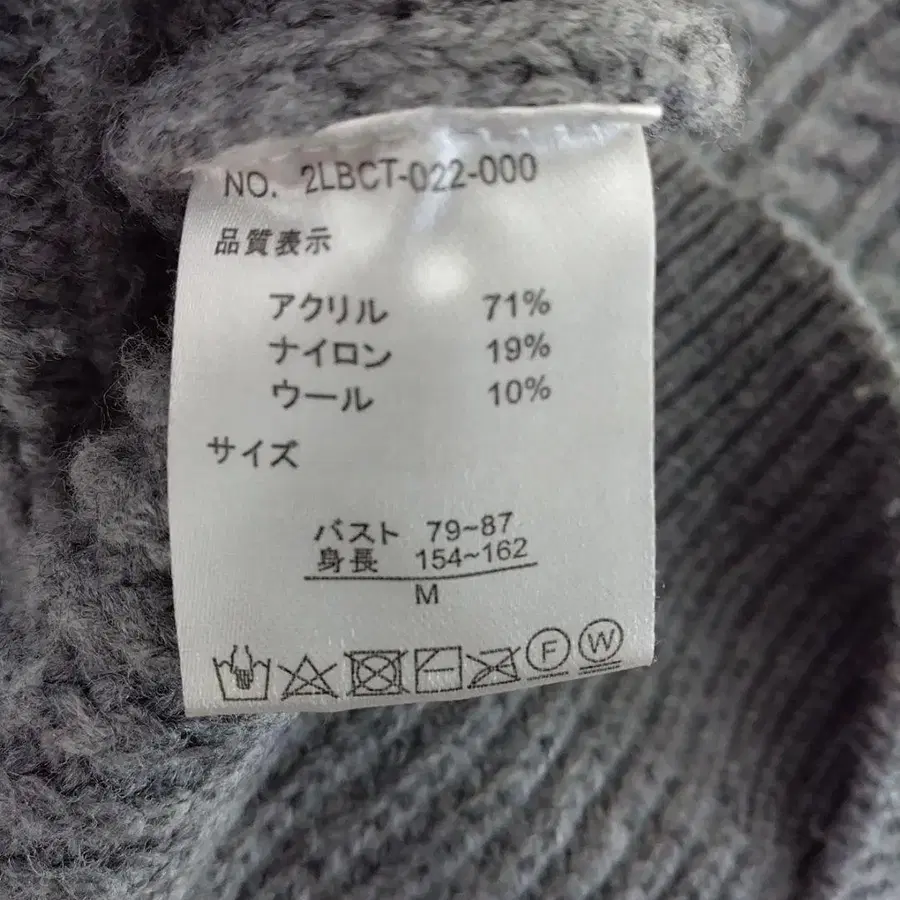 NO. 2LBCT-022-000
品質表示
アクリル 71%
ナイロン 19%
ウール 10%
サイズ
バスト 79~87
身長 154~162
M
F W